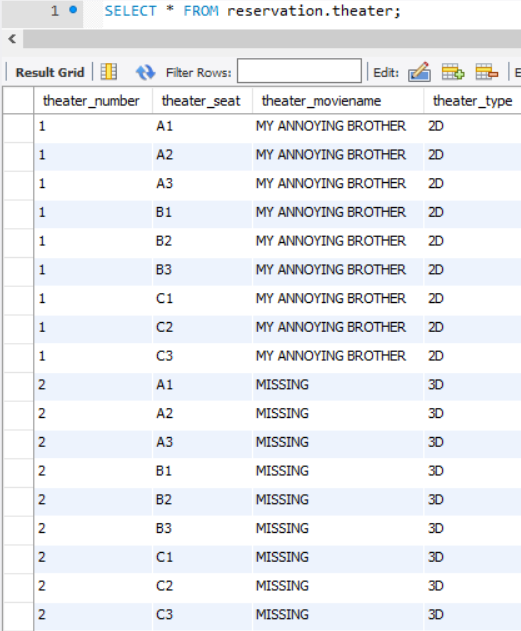 1 SELECT * FROM reservation.theater;
Result Grid Filter Rows: Edit: E
theater_number theater_seat theater_moviename theater_type
1 A1 MY ANNOYING BROTHER 2D
1 A2 MY ANNOYING BROTHER 2D
1 A3 MY ANNOYING BROTHER 2D
1 B1 MY ANNOYING BROTHER 2D
1 B2 MY ANNOYING BROTHER 2D
1 B3 MY ANNOYING BROTHER 2D
1 C1 MY ANNOYING BROTHER 2D
1 C2 MY ANNOYING BROTHER 2D
1 C3 MY ANNOYING BROTHER 2D
2 A1 MISSING 3D
2 A2 MISSING 3D
2 A3 MISSING 3D
2 B1 MISSING 3D
2 B2 MISSING 3D
2 B3 MISSING 3D
2 C1 MISSING 3D
2 C2 MISSING 3D
2 C3 MISSING 3D